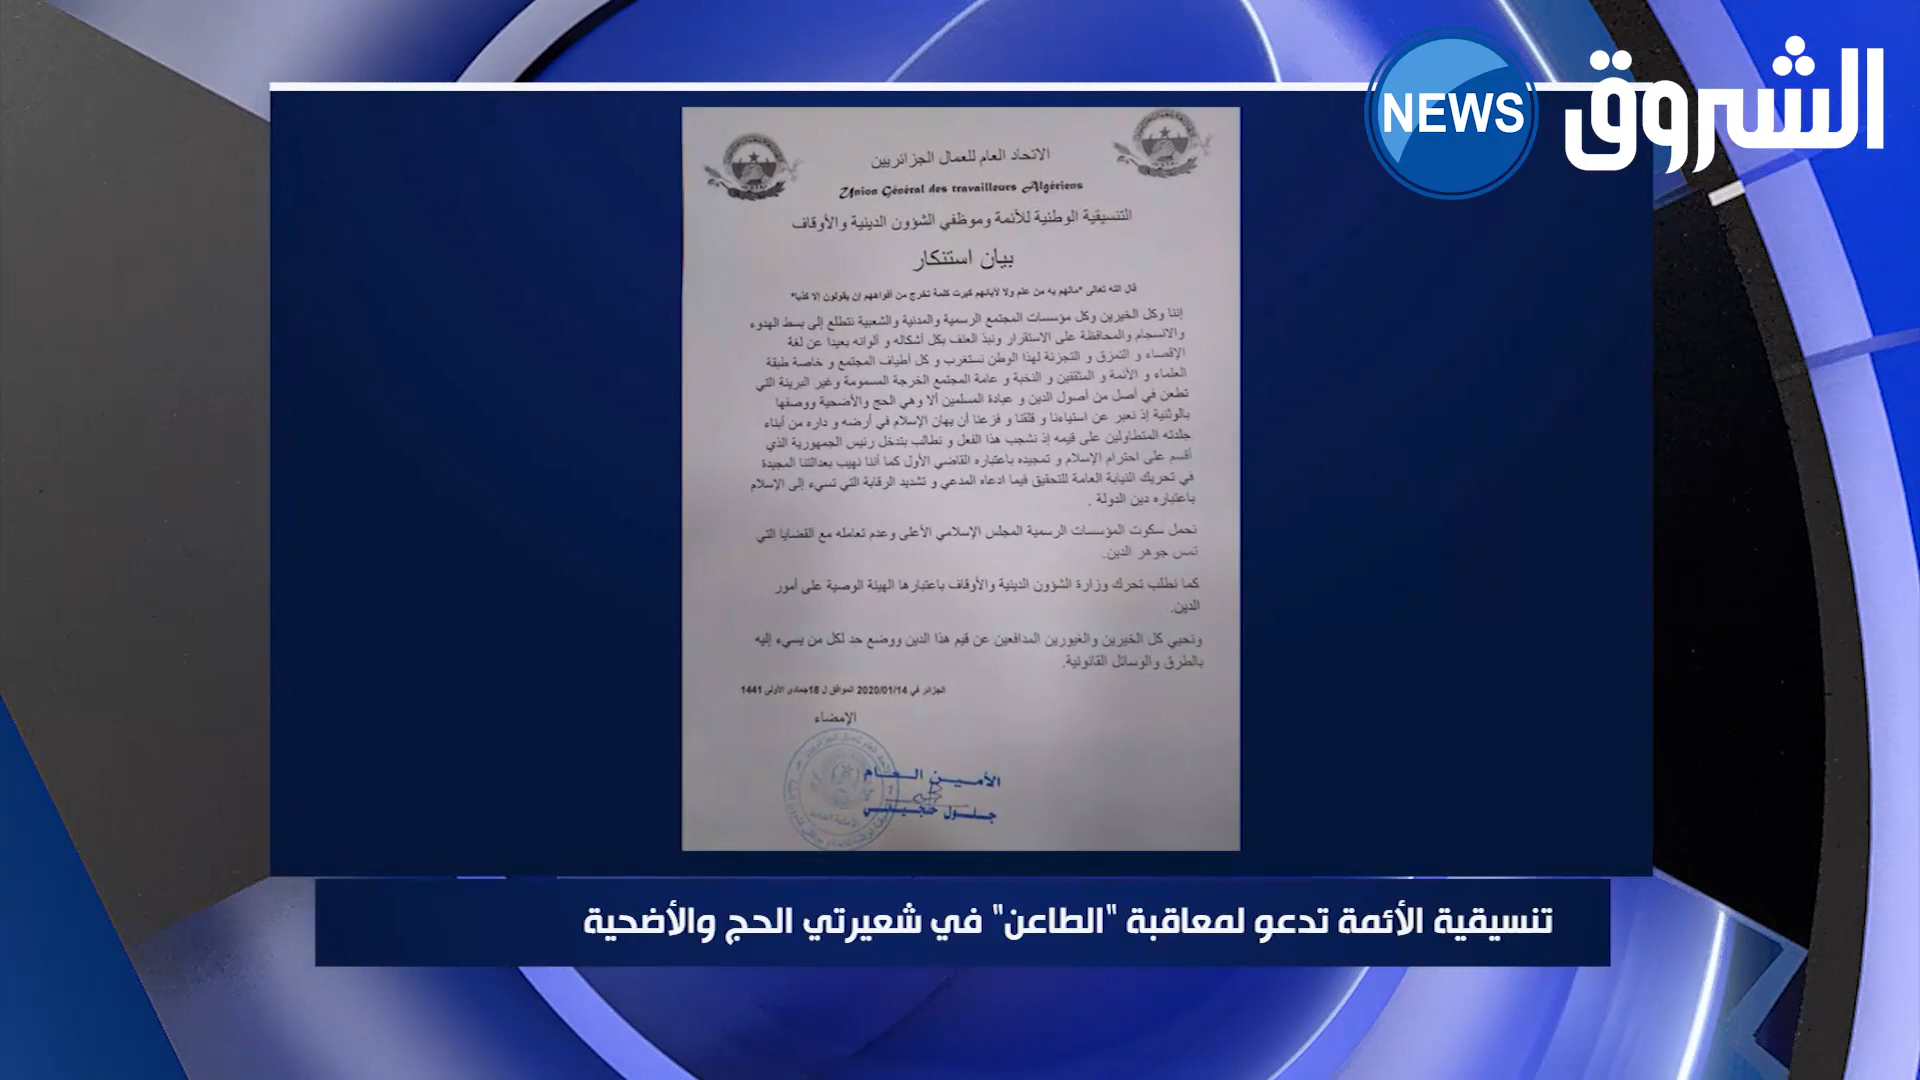 NEWS الشروق
الاتحاد العام للعمال الجزائريين
Union Général des travailleurs Algériens
التنسيقية الوطنية للأئمة وموظفي الشؤون الدينية والأوقاف
بيان استنكار
قال الله تعالى "مالهم به من علم ولا لآبائهم كبرت كلمة تخرج من أفواههم إن يقولون إلا كذبا"
إننا وكل الخيرين وكل مؤسسات المجتمع الرسمية والمدنية والشعبية نتطلع إلى بسط الهدوء
والانسجام والمحافظة على الاستقرار ونبذ العنف بكل أشكاله و ألوانه بعيدا عن لغة
الإقصاء و التمزق و التجزئة لهذا الوطن نستغرب و كل أطياف المجتمع و خاصة طبقة
العلماء و الأئمة و المثقفين و النخبة و عامة المجتمع الخرجة المسمومة وغير البريئة التي
تطعن في أصل من أصول الدين و عبادة المسلمين ألا وهي الحج والأضحية ووصفها
بالوثنية إذ نعبر عن استياءنا و قلقنا و فزعنا أن يهان الإسلام في أرضه و داره من أبناء
جلدته المتطاولين على قيمه إذ نشجب هذا الفعل و نطالب بتدخل رئيس الجمهورية الذي
أقسم على احترام الإسلام و تمجيده باعتباره القاضي الأول كما أننا نهيب بعدالتنا المجيدة
في تحريك النيابة العامة للتحقيق فيما ادعاه المدعي و تشديد الرقابة التي تسيء إلى الإسلام
باعتباره دين الدولة .
نحمل سكوت المؤسسات الرسمية المجلس الإسلامي الأعلى وعدم تعامله مع القضايا التي
تمس جوهر الدين.
كما نطلب تحرك وزارة الشؤون الدينية والأوقاف باعتبارها الهيئة الوصية على أمور
الدين.
ونحيي كل الخيرين والغيورين المدافعين عن قيم هذا الدين ووضع حد لكل من يسيء إليه
بالطرق والوسائل القانونية.
الجزائر في 2020/01/14 الموافق ل 18جمادى الأولى 1441
الإمضاء
الأمين العام
جلول حجيمي
تنسيقية الأئمة تدعو لمعاقبة "الطاعن" في شعيرتي الحج والأضحية